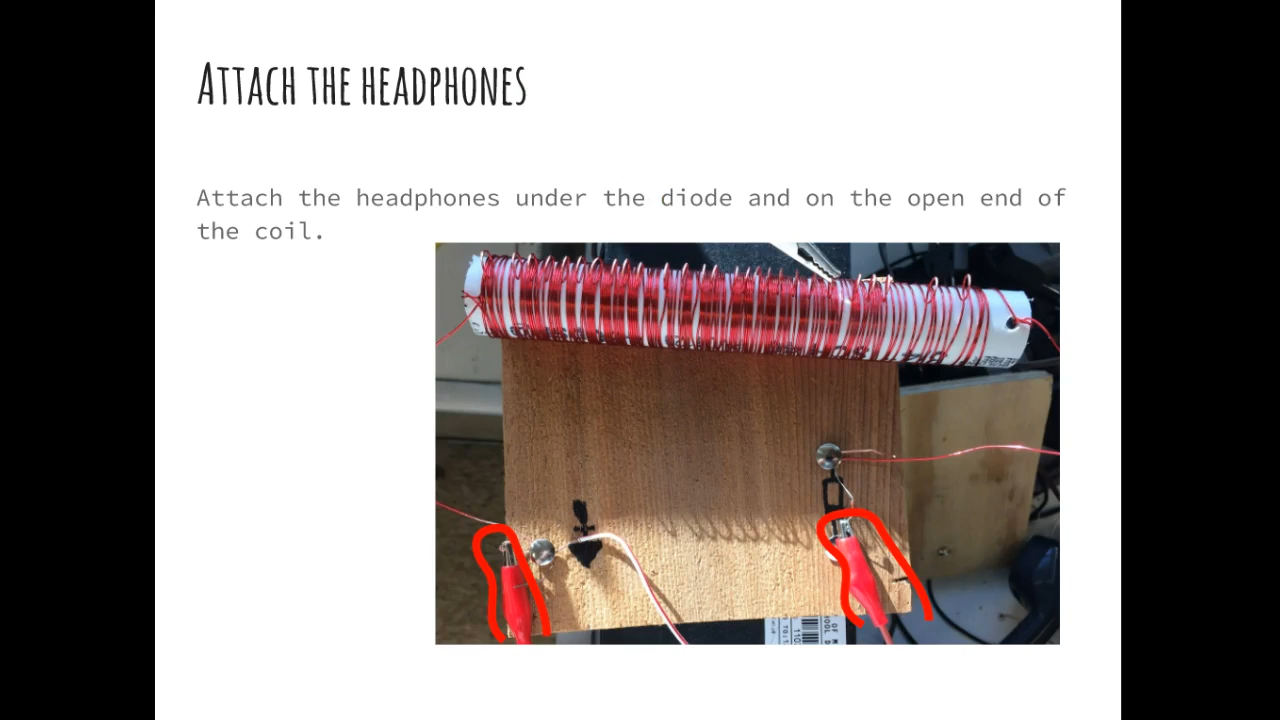 ATTACH THE HEADPHONES
Attach the headphones under the diode and on the open end of
the coil.